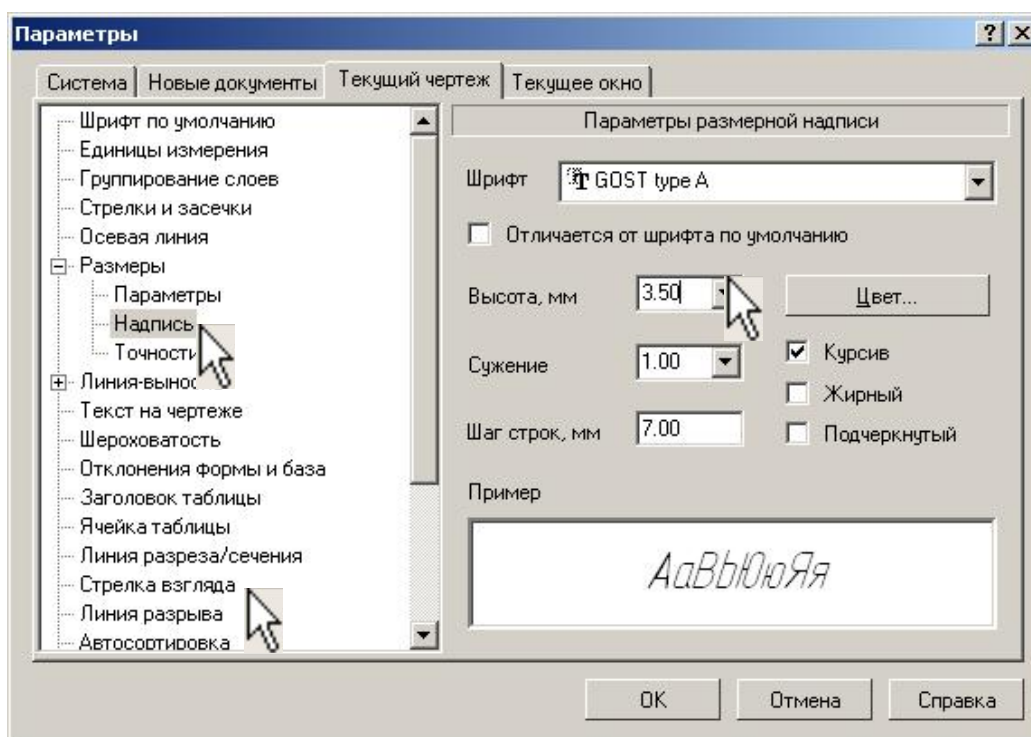 Параметры
Система Новые документы Текущий чертеж Текущее окно
Шрифт по умолчанию
Единицы измерения
Группирование слоев
Стрелки и засечки
Осевая линия
Размеры
Параметры
Надпись
Точности
Линия-вынос
Текст на чертеже
Шероховатость
Отклонения формы и база
Заголовок таблицы
Ячейка таблицы
Линия разреза/сечения
Стрелка взгляда
Линия разрыва
Автосортировка
Параметры размерной надписи
Шрифт GOST type A
Отличается от шрифта по умолчанию
Высота, мм 3.50 Цвет...
Сужение 1.00 Курсив
Жирный
Шаг строк, мм 7.00 Подчеркнутый
Пример
АаВbЮюЯя
OK Отмена Справка